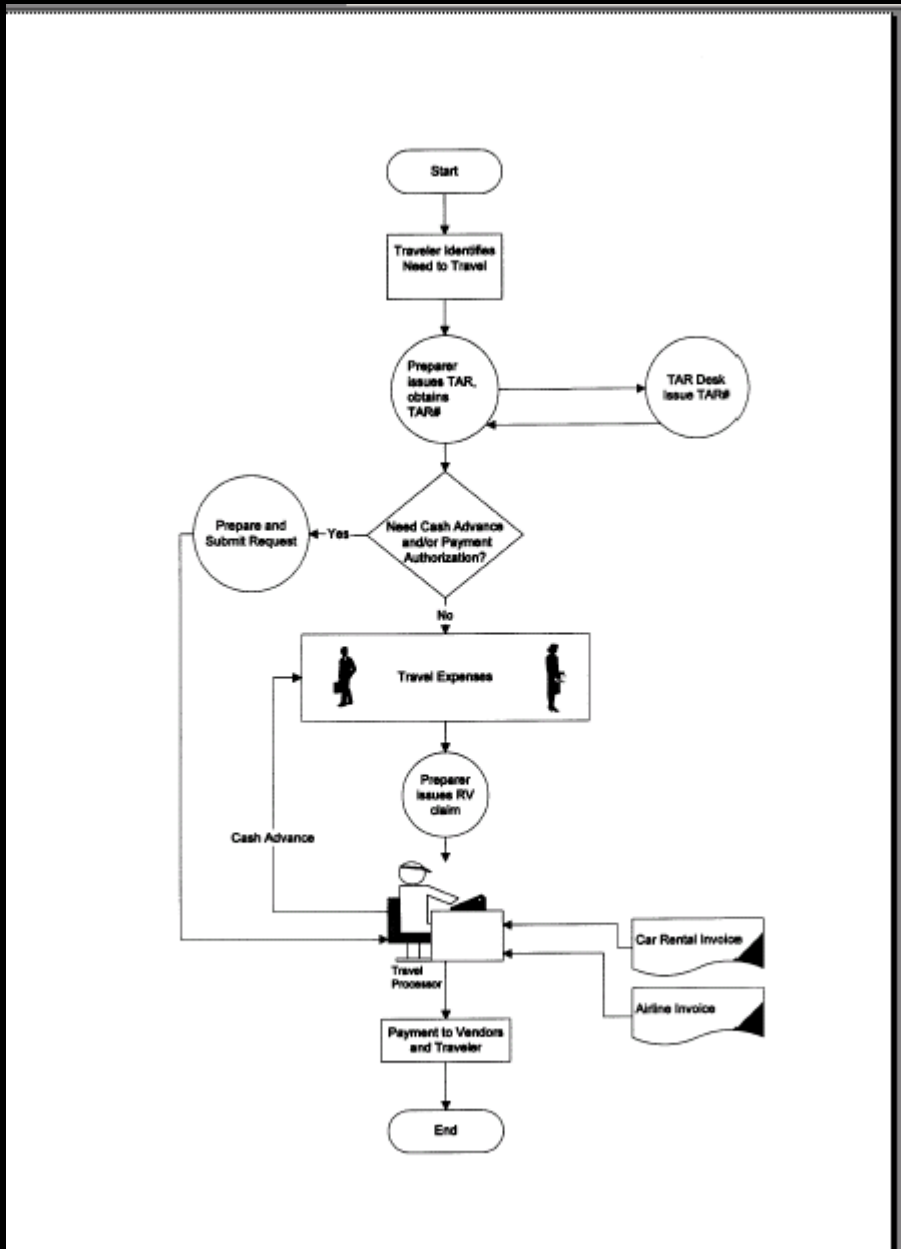 Start
Traveler Identifies
Need to Travel
Preparer
issues TAR,
obtains
TAR#
TAR Desk
Issue TAR#
Prepare and
Submit Request
Yes
Need Cash Advance
and/or Payment
Authorization?
No
Travel Expenses
Preparer
issues RV
claim
Cash Advance
Car Rental Invoice
Travel
Processor
Airline Invoice
Payment to Vendors
and Traveler
End